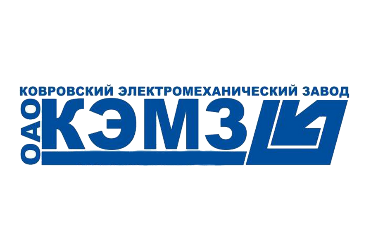 КОВРОВСКИЙ ЭЛЕКТРОМЕХАНИЧЕСКИЙ ЗАВОД
ОАО
КЭМЗ